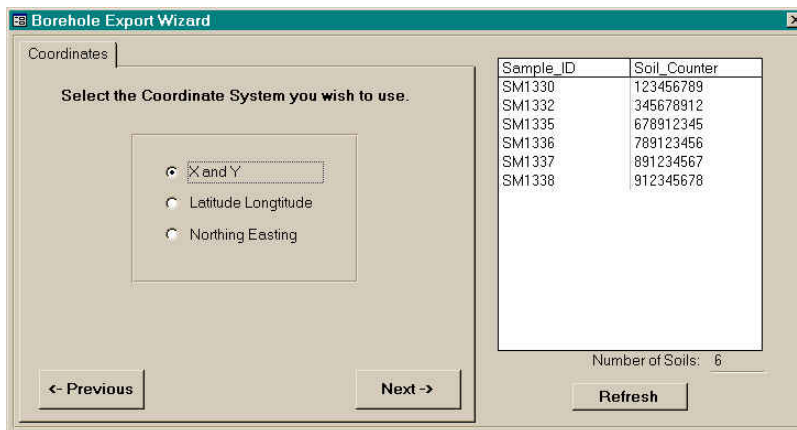 Borehole Export Wizard
Coordinates
Select the Coordinate System you wish to use.
X and Y
Latitude Longtitude
Northing Easting
<- Previous
Next ->
Sample_ID Soil_Counter
SM1330 123456789
SM1332 345678912
SM1335 678912345
SM1336 789123456
SM1337 891234567
SM1338 912345678
Number of Soils: 6
Refresh